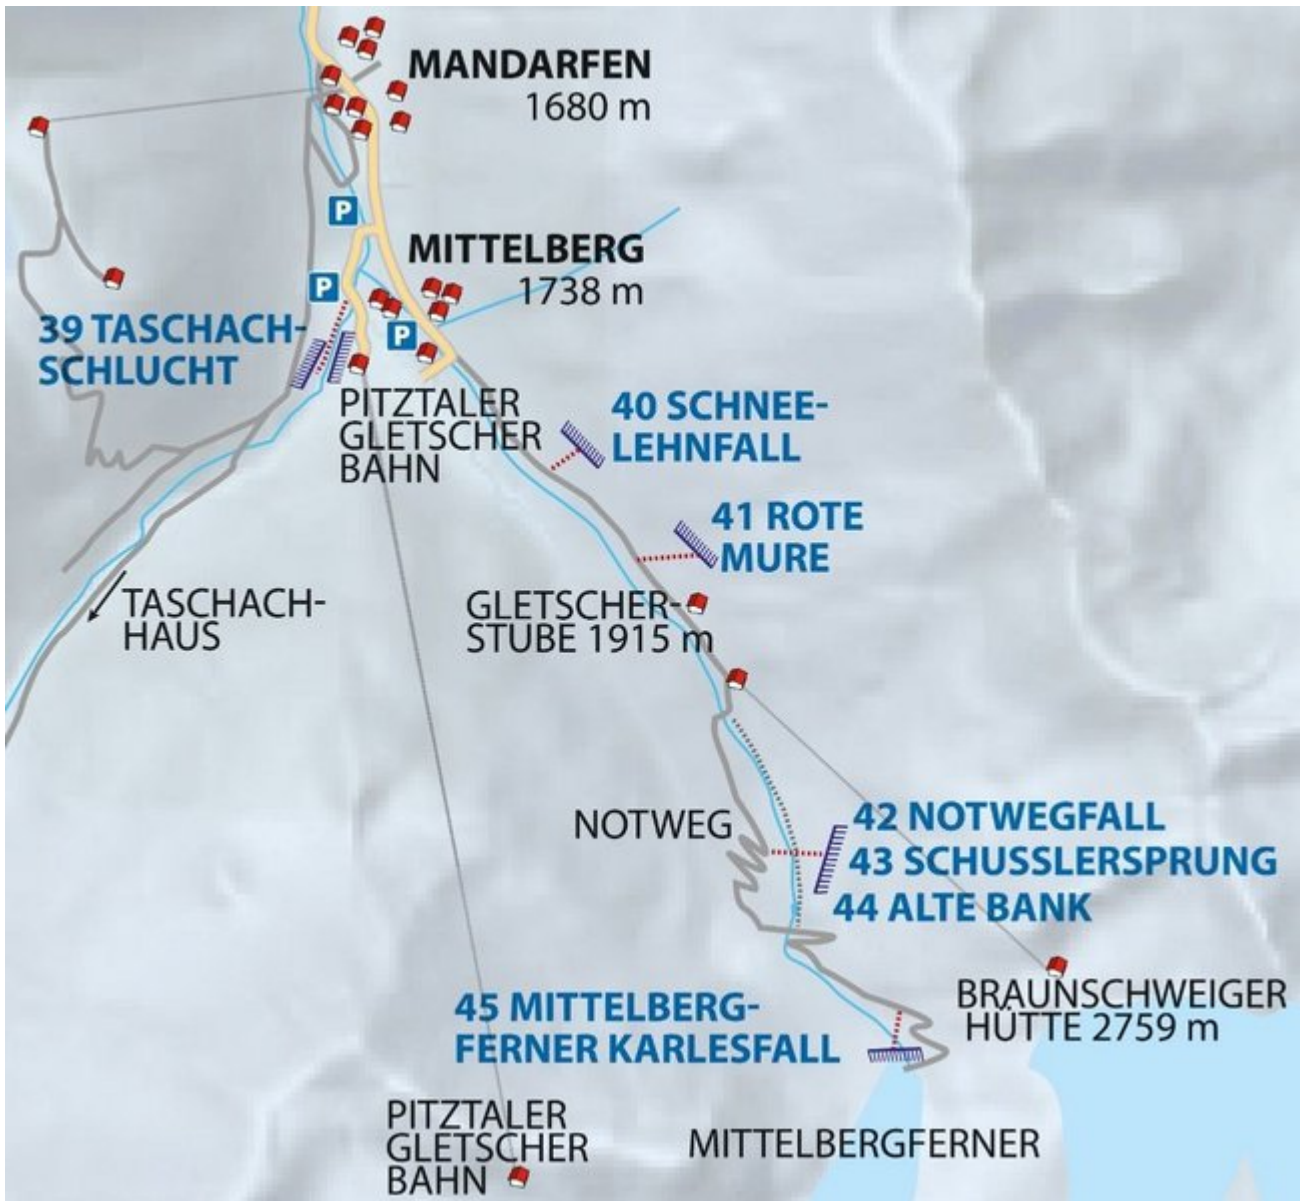 MANDARFEN
1680 m
P
MITTELBERG
1738 m
P
P
39 TASCHACH-
SCHLUCHT
PITZTALER
GLETSCHER
BAHN
40 SCHNEE-
LEHNFALL
41 ROTE
MURE
TASCHACH-
HAUS
GLETSCHER-
STUBE 1915 m
NOTWEG
42 NOTWEGFALL
43 SCHUSSLERSPRUNG
44 ALTE BANK
45 MITTELBERG-
FERNER KARLESFALL
BRAUNSCHWEIGER
HÜTTE 2759 m
PITZTALER
GLETSCHER
BAHN
MITTELBERGFERNER